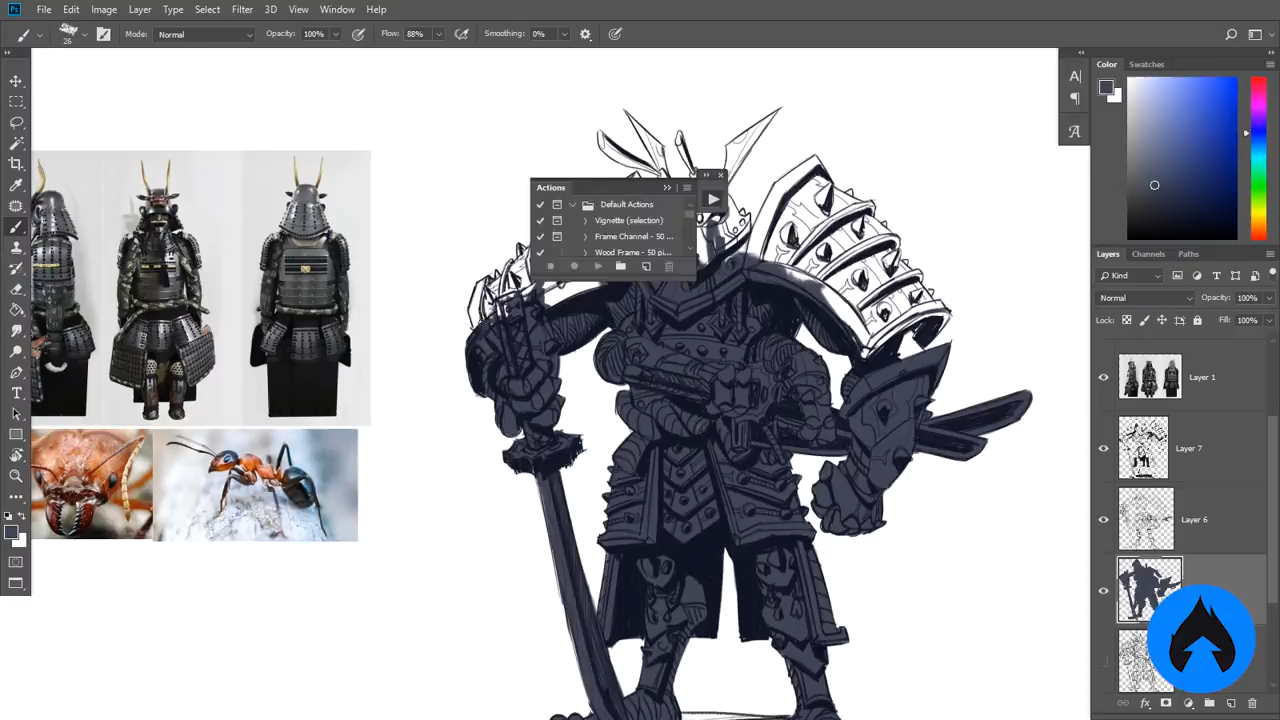 Ps File Edit Image Layer Type Select Filter 3D View Window Help
26 Mode: Normal Opacity: 100% Flow: 88% Smoothing: 0%
Color Swatches
Actions
Default Actions
Vignette (selection)
Frame Channel - 50 ...
Wood Frame - 50 pi...
Layers Channels Paths
Kind
Normal Opacity: 100%
Lock: Fill: 100%
Layer 1
Layer 7
Layer 6